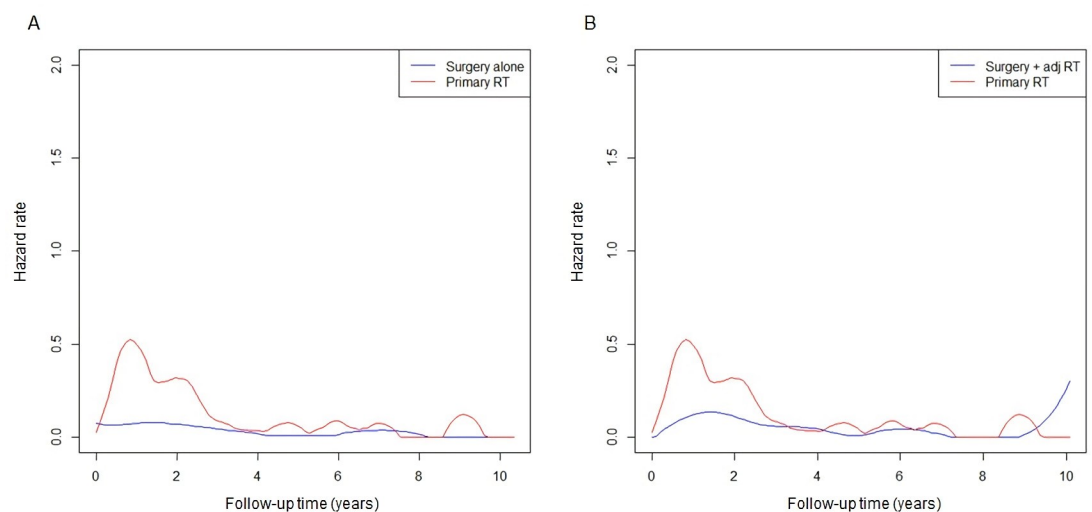 A
Surgery alone
Primary RT
2.0
1.5
1.0
0.5
0.0
Hazard rate
0 2 4 6 8 10
Follow-up time (years)
B
Surgery + adj RT
Primary RT
2.0
1.5
1.0
0.5
0.0
Hazard rate
0 2 4 6 8 10
Follow-up time (years)